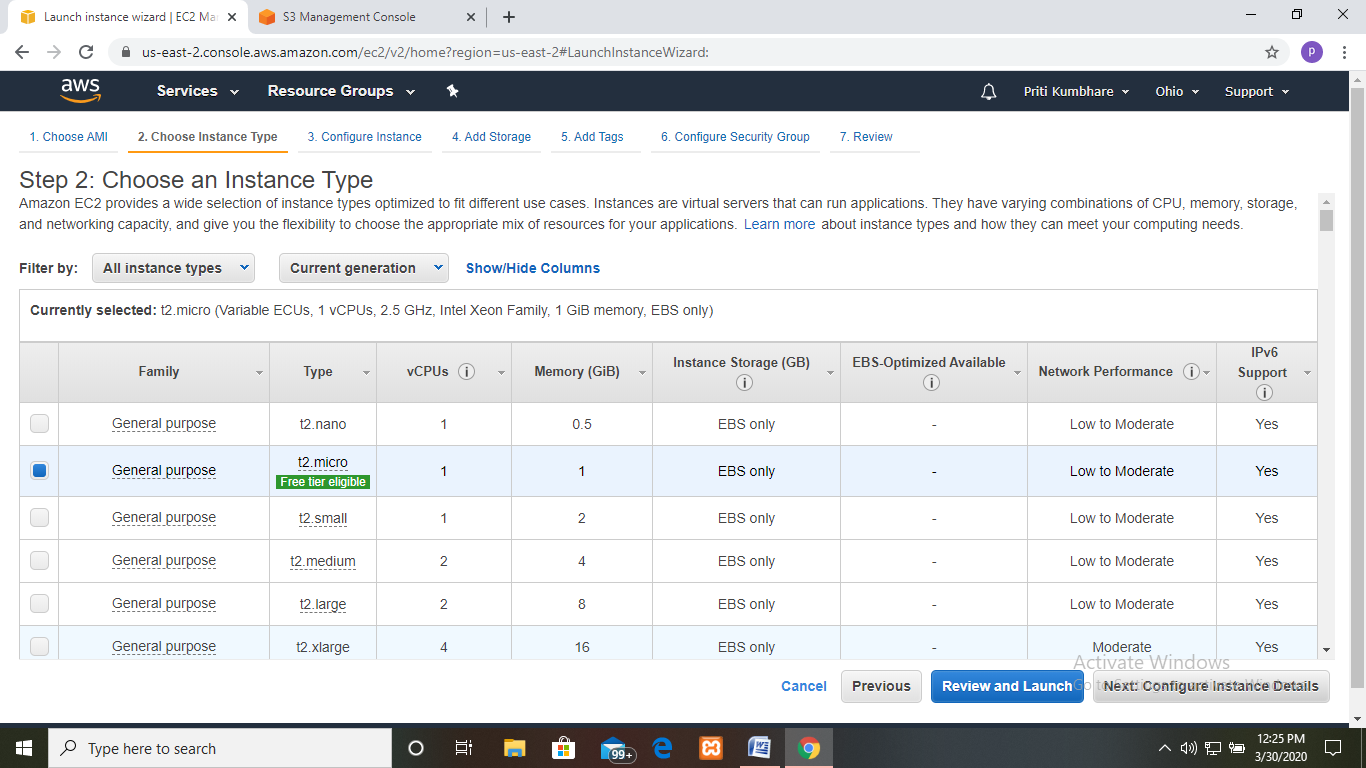 Launch instance wizard | EC2 Mar
S3 Management Console
us-east-2.console.aws.amazon.com/ec2/v2/home?region=us-east-2#LaunchInstanceWizard:
P
aws Services Resource Groups Priti Kumbhare Ohio Support
1. Choose AMI 2. Choose Instance Type 3. Configure Instance 4. Add Storage 5. Add Tags 6. Configure Security Group 7. Review
Step 2: Choose an Instance Type
Amazon EC2 provides a wide selection of instance types optimized to fit different use cases. Instances are virtual servers that can run applications. They have varying combinations of CPU, memory, storage,
and networking capacity, and give you the flexibility to choose the appropriate mix of resources for your applications. Learn more about instance types and how they can meet your computing needs.
Filter by: All instance types Current generation Show/Hide Columns
Currently selected: t2.micro (Variable ECUs, 1 vCPUs, 2.5 GHz, Intel Xeon Family, 1 GiB memory, EBS only)
Family Type vCPUs Memory (GiB) Instance Storage (GB) EBS-Optimized Available Network Performance IPv6 Support
General purpose t2.nano 1 0.5 EBS only - Low to Moderate Yes
General purpose t2.micro 1 1 EBS only - Low to Moderate Yes
Free tier eligible
General purpose t2.small 1 2 EBS only - Low to Moderate Yes
General purpose t2.medium 2 4 EBS only - Low to Moderate Yes
General purpose t2.large 2 8 EBS only - Low to Moderate Yes
General purpose t2.xlarge 4 16 EBS only - Moderate Yes
Activate Windows
Cancel Previous Review and Launch Next: Configure Instance Details
Type here to search
99+
12:25 PM
3/30/2020